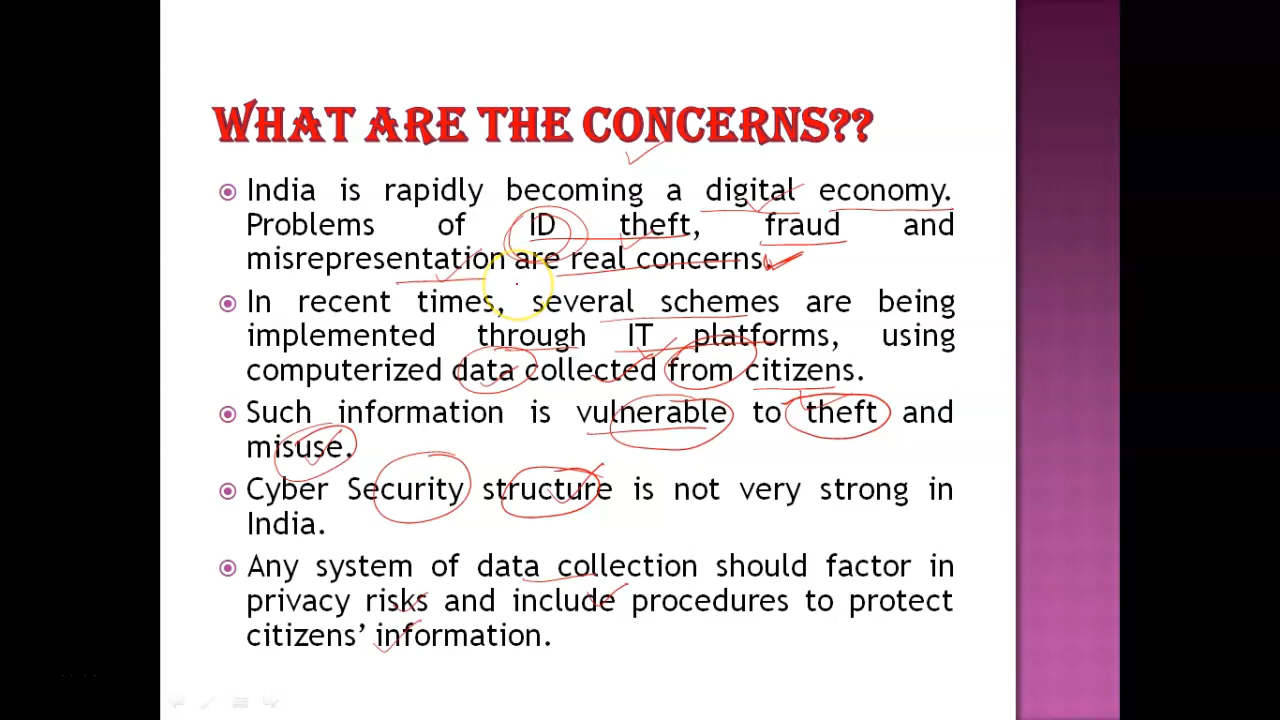 WHAT ARE THE CONCERNS??
India is rapidly becoming a digital economy.
Problems of ID theft, fraud and
misrepresentation are real concerns.
In recent times, several schemes are being
implemented through IT platforms, using
computerized data collected from citizens.
Such information is vulnerable to theft and
misuse.
Cyber Security structure is not very strong in
India.
Any system of data collection should factor in
privacy risks and include procedures to protect
citizens’ information.